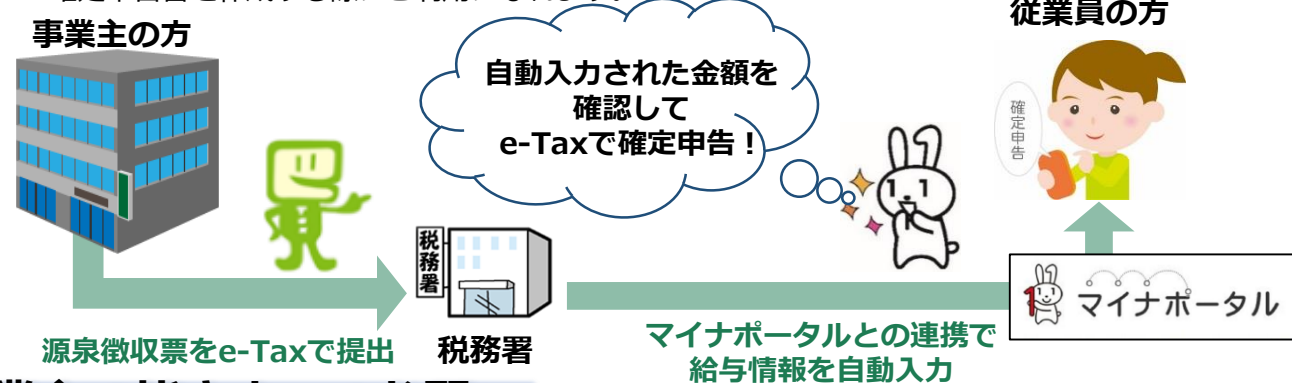 事業主の方
従業員の方
自動入力された金額を
確認して
e-Taxで確定申告！
確定申告
税務署
マイナポータル
源泉徴収票をe-Taxで提出
税務署
マイナポータルとの連携で
給与情報を自動入力